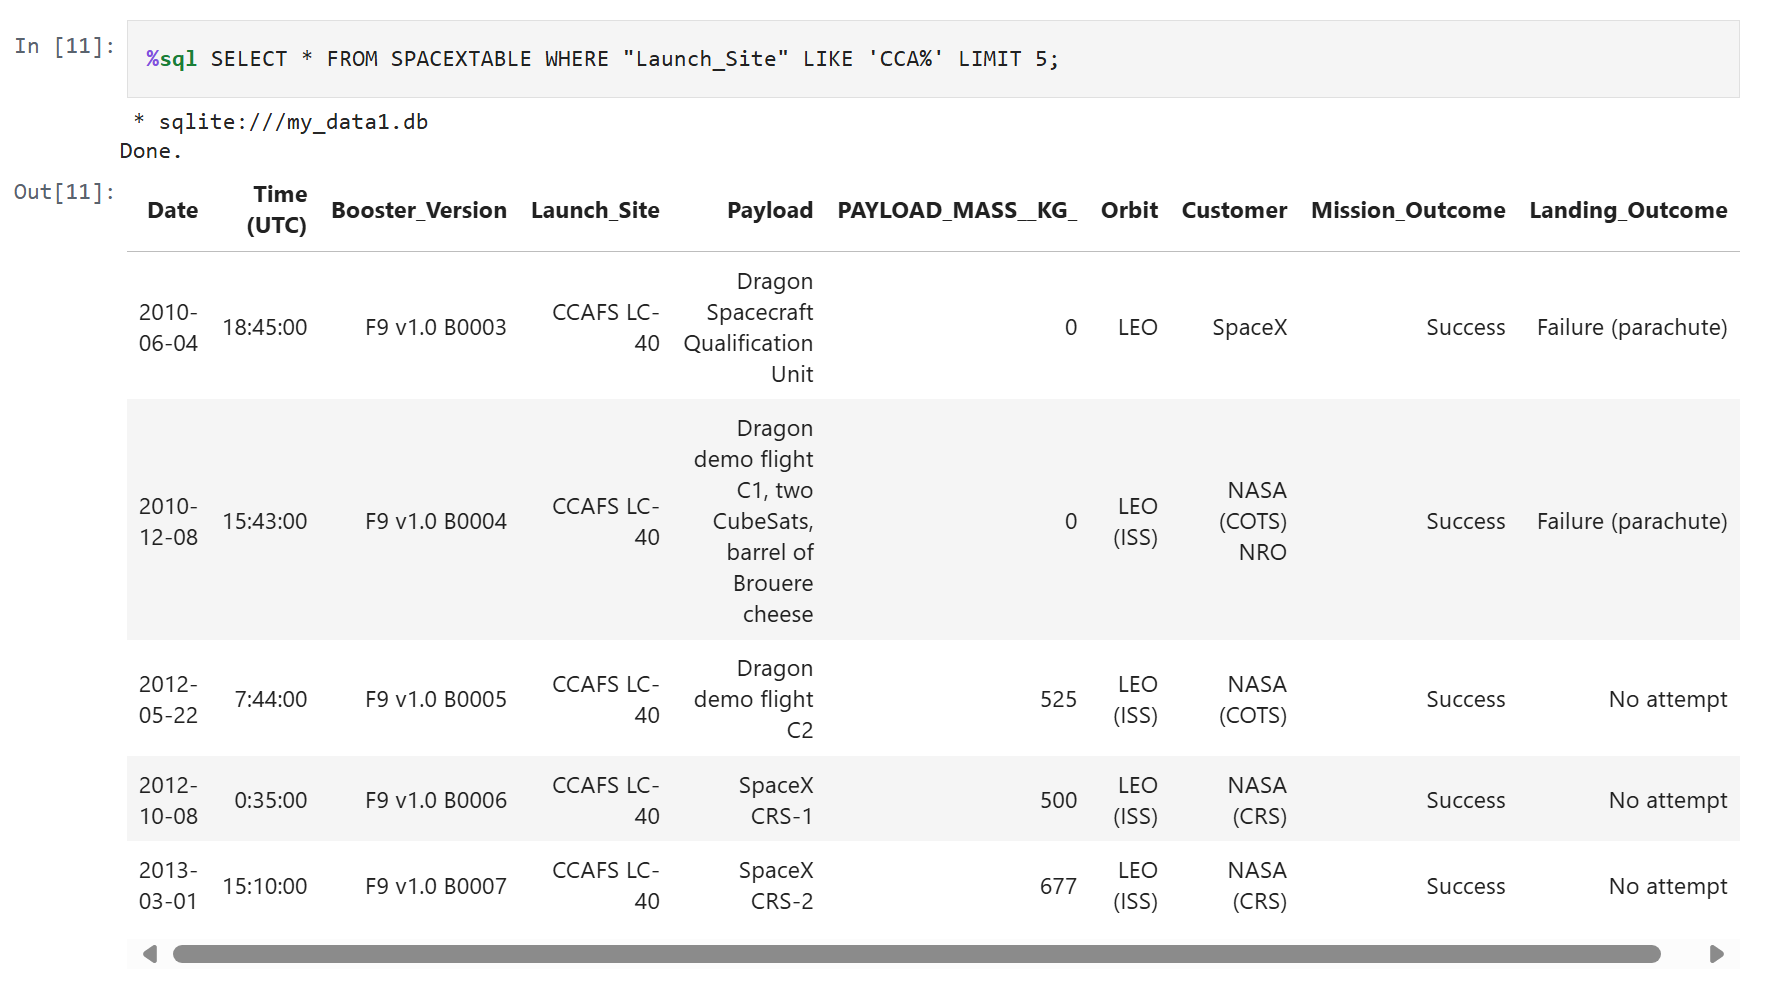 In [11]:
%sql SELECT * FROM SPACEXTABLE WHERE "Launch_Site" LIKE 'CCA%' LIMIT 5;
* sqlite:///my_data1.db
Done.
Out[11]:
Date Time (UTC) Booster_Version Launch_Site Payload PAYLOAD_MASS__KG_ Orbit Customer Mission_Outcome Landing_Outcome
2010-06-04 18:45:00 F9 v1.0 B0003 CCAFS LC-40 Dragon Spacecraft Qualification Unit 0 LEO SpaceX Success Failure (parachute)
2010-12-08 15:43:00 F9 v1.0 B0004 CCAFS LC-40 Dragon demo flight C1, two CubeSats, barrel of Brouere cheese 0 LEO (ISS) NASA (COTS) NRO Success Failure (parachute)
2012-05-22 7:44:00 F9 v1.0 B0005 CCAFS LC-40 Dragon demo flight C2 525 LEO (ISS) NASA (COTS) Success No attempt
2012-10-08 0:35:00 F9 v1.0 B0006 CCAFS LC-40 SpaceX CRS-1 500 LEO (ISS) NASA (CRS) Success No attempt
2013-03-01 15:10:00 F9 v1.0 B0007 CCAFS LC-40 SpaceX CRS-2 677 LEO (ISS) NASA (CRS) Success No attempt